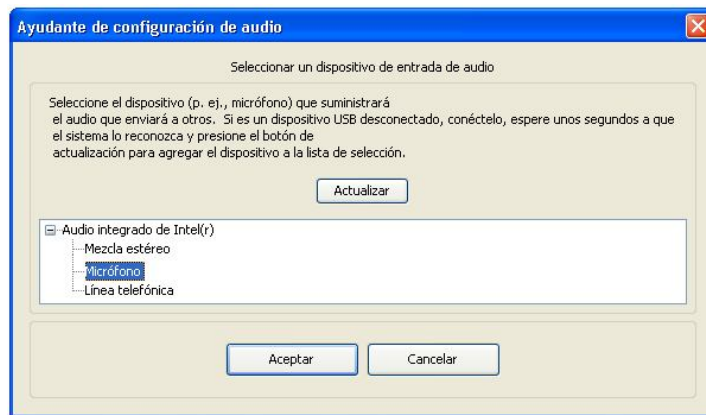 Ayudante de configuración de audio
Seleccionar un dispositivo de entrada de audio
Seleccione el dispositivo (p. ej., micrófono) que suministrará
el audio que enviará a otros. Si es un dispositivo USB desconectado, conéctelo, espere unos segundos a que
el sistema lo reconozca y presione el botón de
actualización para agregar el dispositivo a la lista de selección.
Actualizar
Audio integrado de Intel(r)
Mezcla estéreo
Micrófono
Línea telefónica
Aceptar
Cancelar